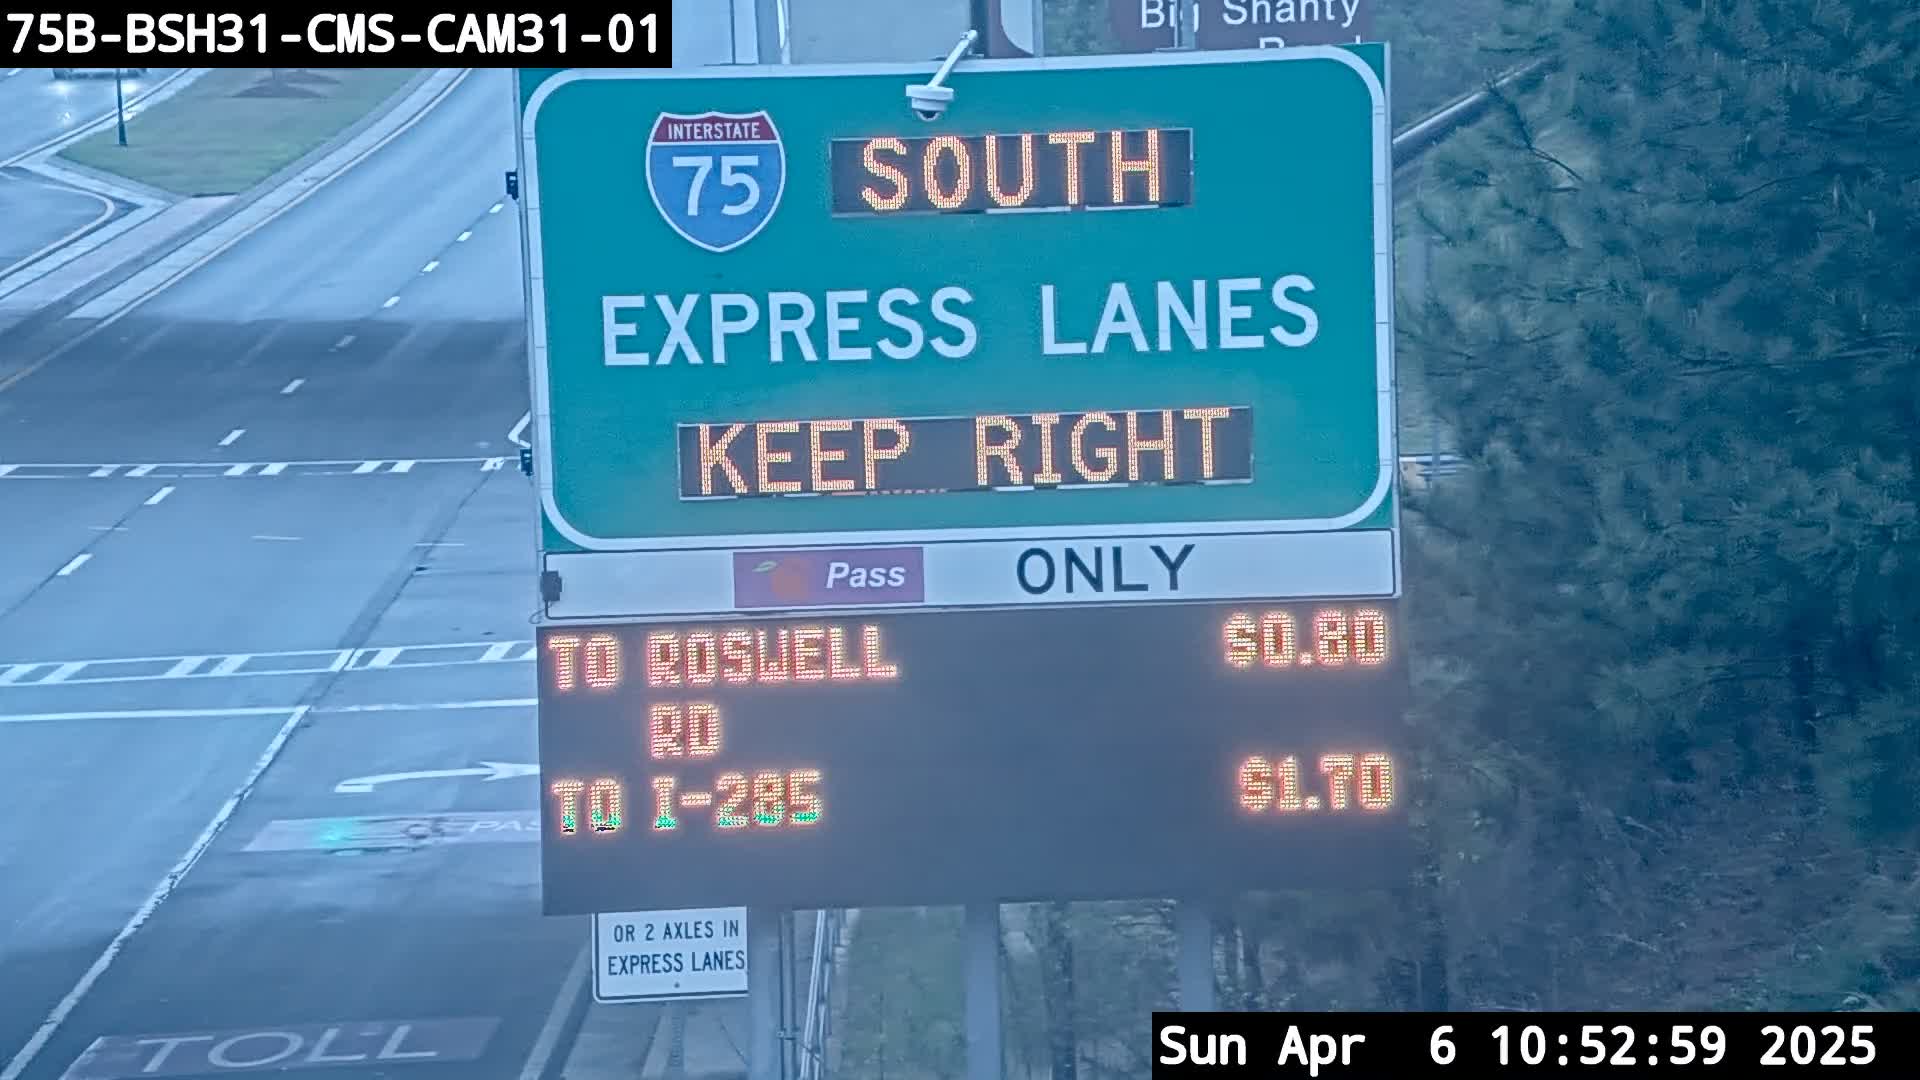 75B-BSH31-CMS-CAM31-01
Big Shanty
INTERSTATE
75
SOUTH
EXPRESS LANES
KEEP RIGHT
Pass ONLY
TO ROSWELL $0.80
RD
TO I-285 $1.70
OR 2 AXLES IN
EXPRESS LANES
TOLL
Sun Apr 6 10:52:59 2025